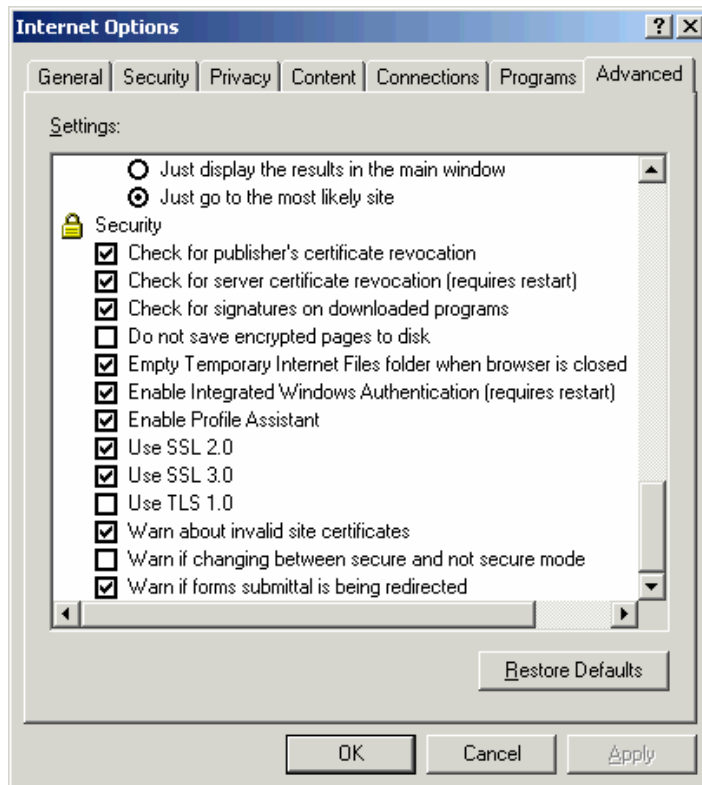 Internet Options
General Security Privacy Content Connections Programs Advanced
Settings:
Just display the results in the main window
Just go to the most likely site
Security
Check for publisher's certificate revocation
Check for server certificate revocation (requires restart)
Check for signatures on downloaded programs
Do not save encrypted pages to disk
Empty Temporary Internet Files folder when browser is closed
Enable Integrated Windows Authentication (requires restart)
Enable Profile Assistant
Use SSL 2.0
Use SSL 3.0
Use TLS 1.0
Warn about invalid site certificates
Warn if changing between secure and not secure mode
Warn if forms submittal is being redirected
Restore Defaults
OK Cancel Apply